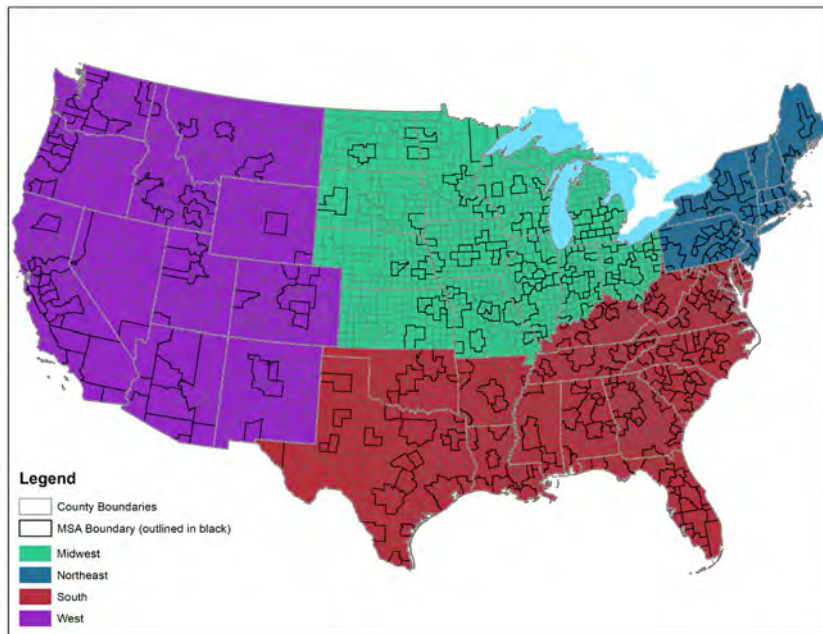 Legend
County Boundaries
MSA Boundary (outlined in black)
Midwest
Northeast
South
West